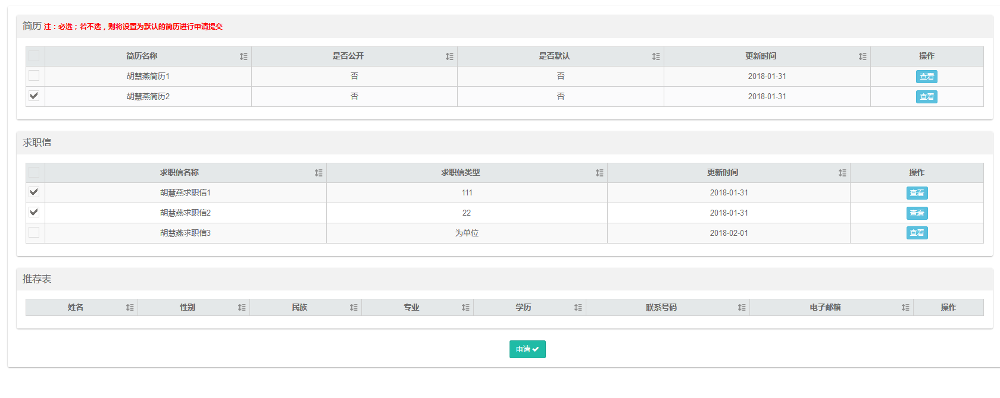 简历 注：必选；若不选，则将设置为默认的简历进行申请提交
简历名称 是否公开 是否默认 更新时间 操作
胡慧燕简历1 否 否 2018-01-31 查看
胡慧燕简历2 否 否 2018-01-31 查看
求职信
求职信名称 求职信类型 更新时间 操作
胡慧燕求职信1 111 2018-01-31 查看
胡慧燕求职信2 22 2018-01-31 查看
胡慧燕求职信3 为单位 2018-02-01 查看
推荐表
姓名 性别 民族 专业 学历 联系号码 电子邮箱 操作
申请